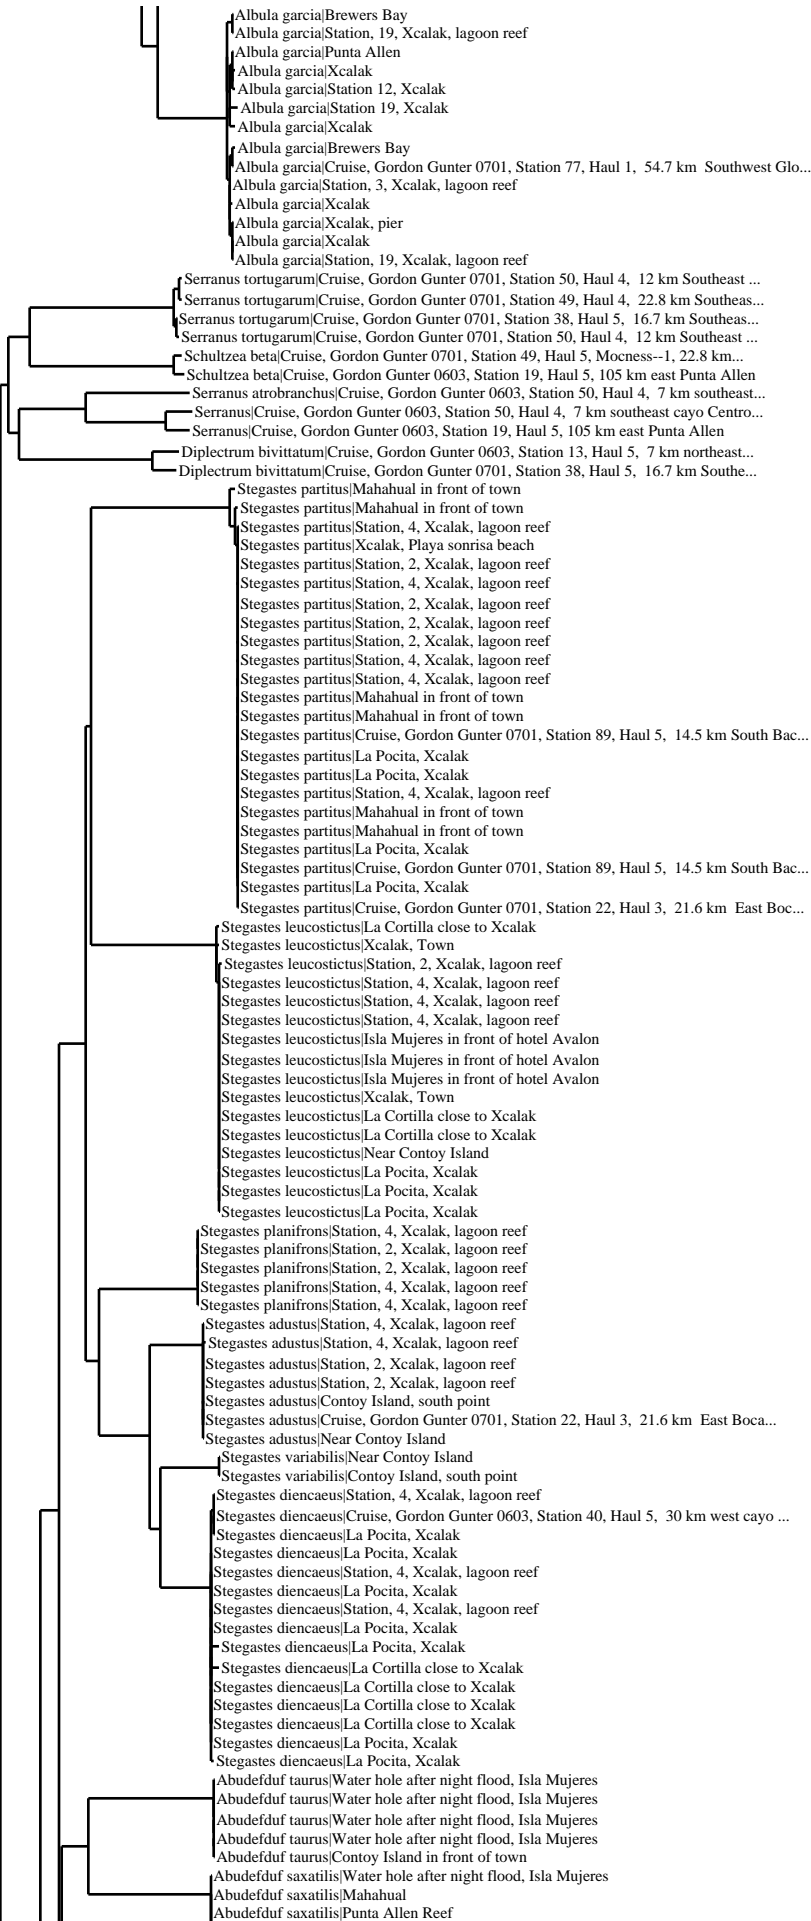 Albula garcia|Brewers Bay
Albula garcia|Station, 19, Xcalak, lagoon reef
Albula garcia|Punta Allen
Albula garcia|Xcalak
Albula garcia|Station 12, Xcalak
Albula garcia|Station 19, Xcalak
Albula garcia|Xcalak
Albula garcia|Brewers Bay
Albula garcia|Cruise, Gordon Gunter 0701, Station 77, Haul 1, 54.7 km Southwest Glo...
Albula garcia|Station, 3, Xcalak, lagoon reef
Albula garcia|Xcalak
Albula garcia|Xcalak, pier
Albula garcia|Xcalak
Albula garcia|Station, 19, Xcalak, lagoon reef
Serranus tortugarum|Cruise, Gordon Gunter 0701, Station 50, Haul 4, 12 km Southeast ...
Serranus tortugarum|Cruise, Gordon Gunter 0701, Station 49, Haul 4, 22.8 km Southeas...
Serranus tortugarum|Cruise, Gordon Gunter 0701, Station 38, Haul 5, 16.7 km Southeas...
Serranus tortugarum|Cruise, Gordon Gunter 0701, Station 50, Haul 4, 12 km Southeast ...
Schultzea beta|Cruise, Gordon Gunter 0701, Station 49, Haul 5, Mocness--1, 22.8 km...
Schultzea beta|Cruise, Gordon Gunter 0603, Station 19, Haul 5, 105 km east Punta Allen
Serranus atrobranchus|Cruise, Gordon Gunter 0603, Station 50, Haul 4, 7 km southeast...
Serranus|Cruise, Gordon Gunter 0603, Station 50, Haul 4, 7 km southeast cayo Centro...
Serranus|Cruise, Gordon Gunter 0603, Station 19, Haul 5, 105 km east Punta Allen
Diplectrum bivittatum|Cruise, Gordon Gunter 0603, Station 13, Haul 5, 7 km northeast...
Diplectrum bivittatum|Cruise, Gordon Gunter 0701, Station 38, Haul 5, 16.7 km Southe...
Stegastes partitus|Mahahual in front of town
Stegastes partitus|Mahahual in front of town
Stegastes partitus|Station, 4, Xcalak, lagoon reef
Stegastes partitus|Xcalak, Playa sonrisa beach
Stegastes partitus|Station, 2, Xcalak, lagoon reef
Stegastes partitus|Station, 4, Xcalak, lagoon reef
Stegastes partitus|Station, 2, Xcalak, lagoon reef
Stegastes partitus|Station, 2, Xcalak, lagoon reef
Stegastes partitus|Station, 2, Xcalak, lagoon reef
Stegastes partitus|Station, 4, Xcalak, lagoon reef
Stegastes partitus|Station, 4, Xcalak, lagoon reef
Stegastes partitus|Mahahual in front of town
Stegastes partitus|Mahahual in front of town
Stegastes partitus|Cruise, Gordon Gunter 0701, Station 89, Haul 5, 14.5 km South Bac...
Stegastes partitus|La Pocita, Xcalak
Stegastes partitus|La Pocita, Xcalak
Stegastes partitus|Station, 4, Xcalak, lagoon reef
Stegastes partitus|Mahahual in front of town
Stegastes partitus|Mahahual in front of town
Stegastes partitus|La Pocita, Xcalak
Stegastes partitus|Cruise, Gordon Gunter 0701, Station 89, Haul 5, 14.5 km South Bac...
Stegastes partitus|La Pocita, Xcalak
Stegastes partitus|Cruise, Gordon Gunter 0701, Station 22, Haul 3, 21.6 km East Boc...
Stegastes leucostictus|La Cortilla close to Xcalak
Stegastes leucostictus|Xcalak, Town
Stegastes leucostictus|Station, 2, Xcalak, lagoon reef
Stegastes leucostictus|Station, 4, Xcalak, lagoon reef
Stegastes leucostictus|Station, 4, Xcalak, lagoon reef
Stegastes leucostictus|Station, 4, Xcalak, lagoon reef
Stegastes leucostictus|Isla Mujeres in front of hotel Avalon
Stegastes leucostictus|Isla Mujeres in front of hotel Avalon
Stegastes leucostictus|Isla Mujeres in front of hotel Avalon
Stegastes leucostictus|Xcalak, Town
Stegastes leucostictus|La Cortilla close to Xcalak
Stegastes leucostictus|La Cortilla close to Xcalak
Stegastes leucostictus|Near Contoy Island
Stegastes leucostictus|La Pocita, Xcalak
Stegastes leucostictus|La Pocita, Xcalak
Stegastes leucostictus|La Pocita, Xcalak
Stegastes planifrons|Station, 4, Xcalak, lagoon reef
Stegastes planifrons|Station, 2, Xcalak, lagoon reef
Stegastes planifrons|Station, 2, Xcalak, lagoon reef
Stegastes planifrons|Station, 4, Xcalak, lagoon reef
Stegastes planifrons|Station, 4, Xcalak, lagoon reef
Stegastes adustus|Station, 4, Xcalak, lagoon reef
Stegastes adustus|Station, 4, Xcalak, lagoon reef
Stegastes adustus|Station, 2, Xcalak, lagoon reef
Stegastes adustus|Station, 2, Xcalak, lagoon reef
Stegastes adustus|Contoy Island, south point
Stegastes adustus|Cruise, Gordon Gunter 0701, Station 22, Haul 3, 21.6 km East Boca...
Stegastes adustus|Near Contoy Island
Stegastes variabilis|Near Contoy Island
Stegastes variabilis|Contoy Island, south point
Stegastes diencaeus|Station, 4, Xcalak, lagoon reef
Stegastes diencaeus|Cruise, Gordon Gunter 0603, Station 40, Haul 5, 30 km west cayo ...
Stegastes diencaeus|La Pocita, Xcalak
Stegastes diencaeus|La Pocita, Xcalak
Stegastes diencaeus|Station, 4, Xcalak, lagoon reef
Stegastes diencaeus|La Pocita, Xcalak
Stegastes diencaeus|Station, 4, Xcalak, lagoon reef
Stegastes diencaeus|La Pocita, Xcalak
Stegastes diencaeus|La Pocita, Xcalak
Stegastes diencaeus|La Cortilla close to Xcalak
Stegastes diencaeus|La Cortilla close to Xcalak
Stegastes diencaeus|La Cortilla close to Xcalak
Stegastes diencaeus|La Cortilla close to Xcalak
Stegastes diencaeus|La Pocita, Xcalak
Stegastes diencaeus|La Pocita, Xcalak
Abudefduf taurus|Water hole after night flood, Isla Mujeres
Abudefduf taurus|Water hole after night flood, Isla Mujeres
Abudefduf taurus|Water hole after night flood, Isla Mujeres
Abudefduf taurus|Water hole after night flood, Isla Mujeres
Abudefduf taurus|Contoy Island in front of town
Abudefduf saxatilis|Water hole after night flood, Isla Mujeres
Abudefduf saxatilis|Mahahual
Abudefduf saxatilis|Punta Allen Reef